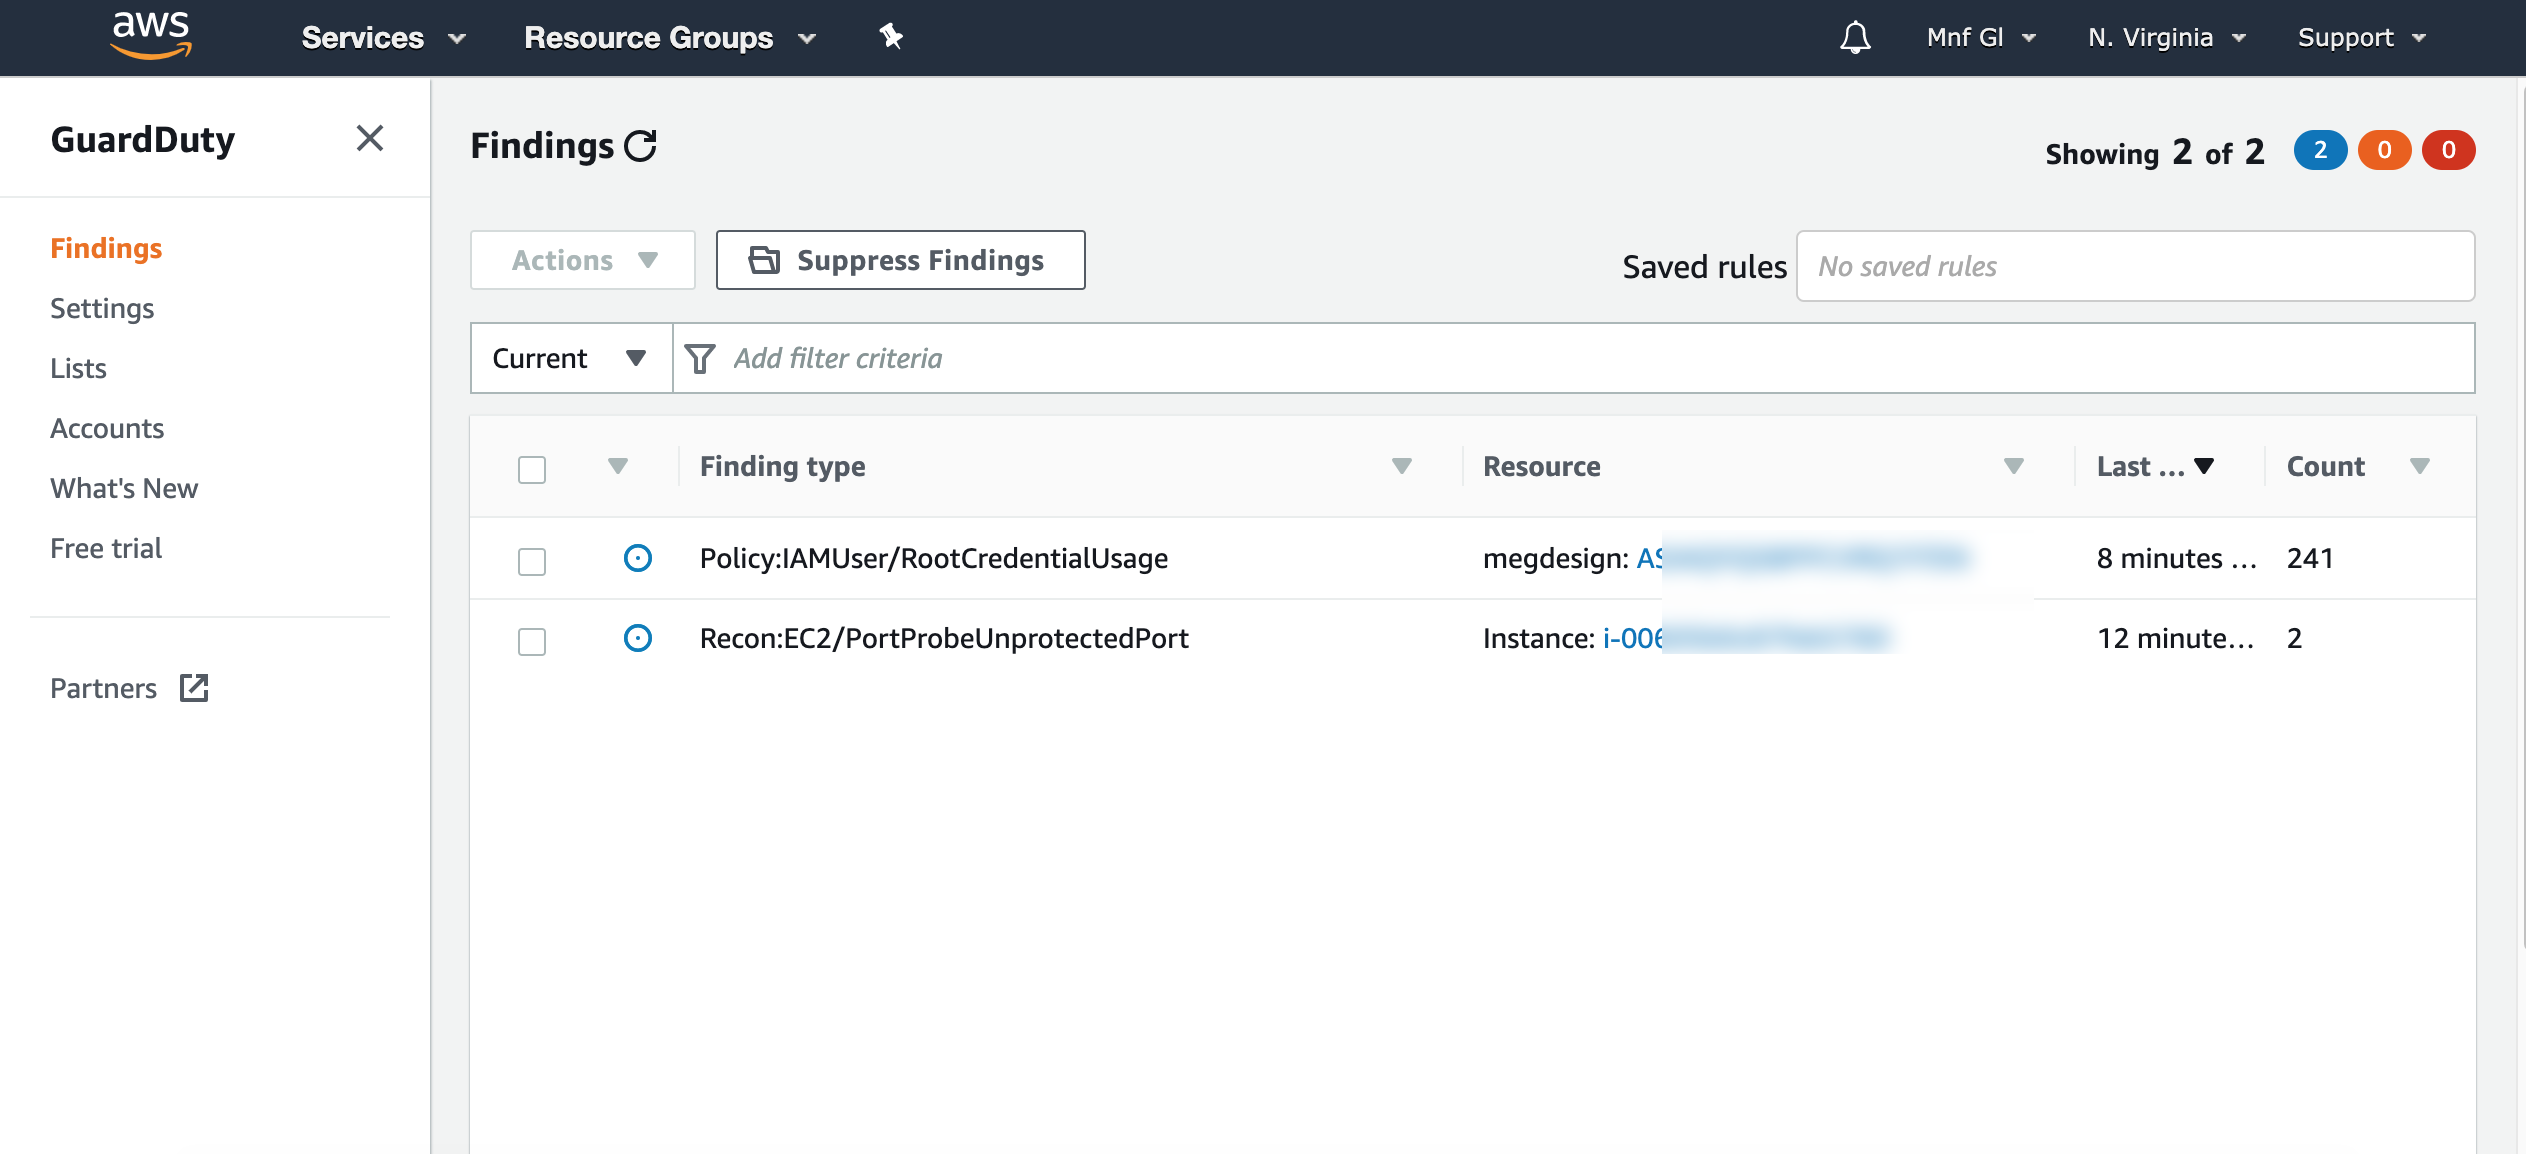 aws Services Resource Groups Mnf Gl N. Virginia Support
GuardDuty
Findings
Settings
Lists
Accounts
What's New
Free trial
Partners
Findings
Showing 2 of 2 2 0 0
Actions Suppress Findings Saved rules No saved rules
Current Add filter criteria
Finding type Resource Last ... Count
Policy:IAMUser/RootCredentialUsage megdesign: AS 8 minutes ... 241
Recon:EC2/PortProbeUnprotectedPort Instance: i-006 12 minute... 2